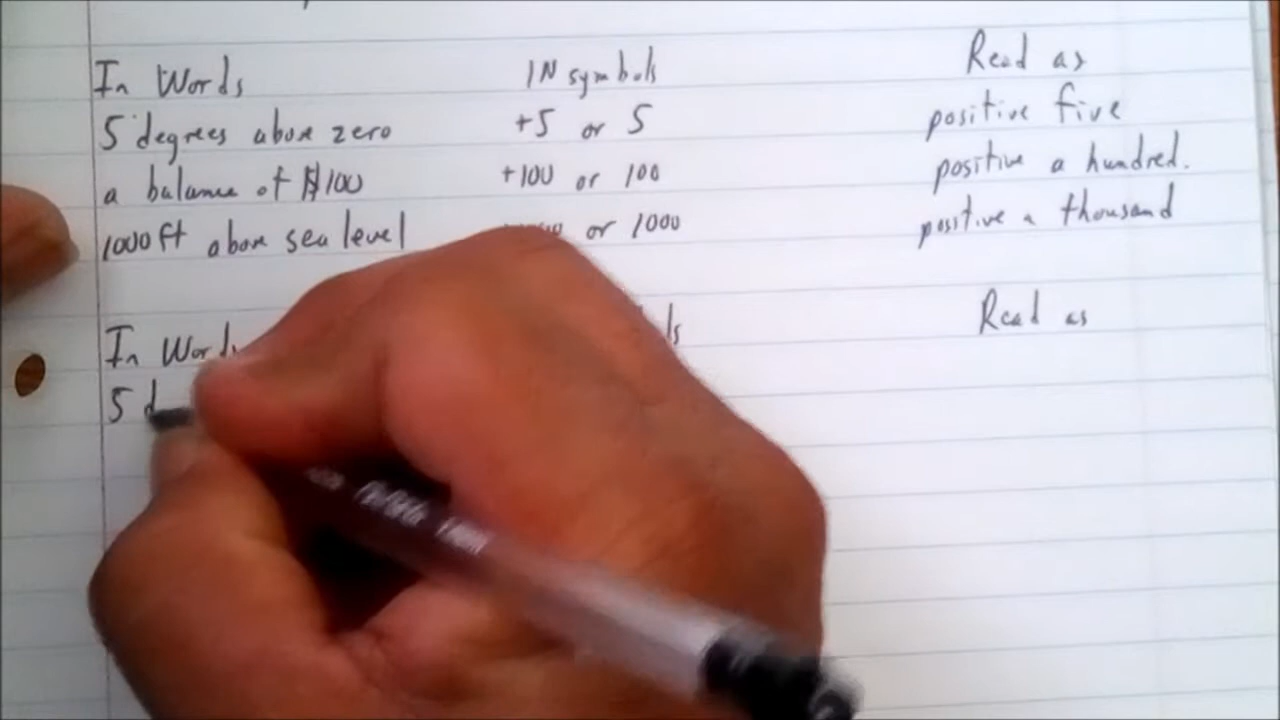 In Words IN symbols Read as
5 degrees above zero +5 or 5 positive five
a balance of $100 +100 or 100 positive a hundred.
1000 ft above sea level or 1000 positive a thousand
In Words Read as
5 d